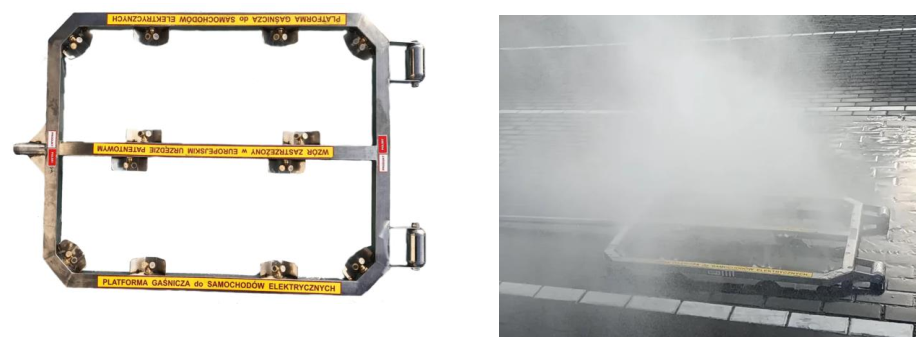 PLATFORMA GAŚNICZA do SAMOCHODÓW ELEKTRYCZNYCH
WZÓR ZASTRZEŻONY w EUROPEJSKIM URZĘDZIE PATENTOWYM
PLATFORMA GAŚNICZA do SAMOCHODÓW ELEKTRYCZNYCH